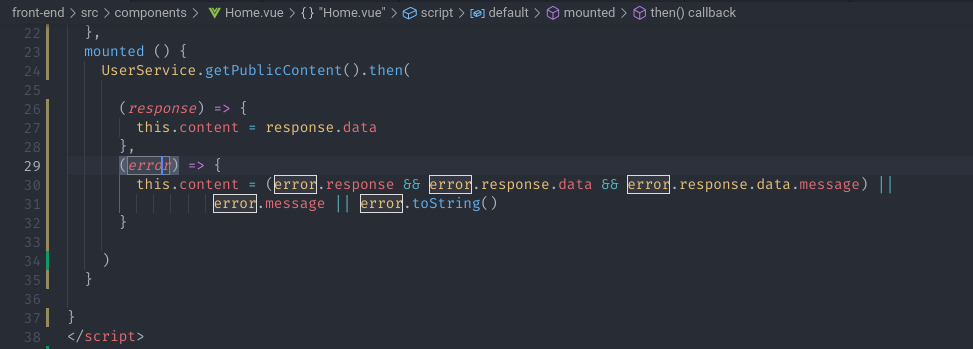 front-end > src > components > Home.vue > {} "Home.vue" > script > default > mounted > then() callback
22 },
23 mounted () {
24 UserService.getPublicContent().then(
25
26 (response) => {
27 this.content = response.data
28 },
29 (error) => {
30 this.content = (error.response && error.response.data && error.response.data.message) ||
31 error.message || error.toString()
32 }
33
34 )
35 }
36
37 }
38 </script>